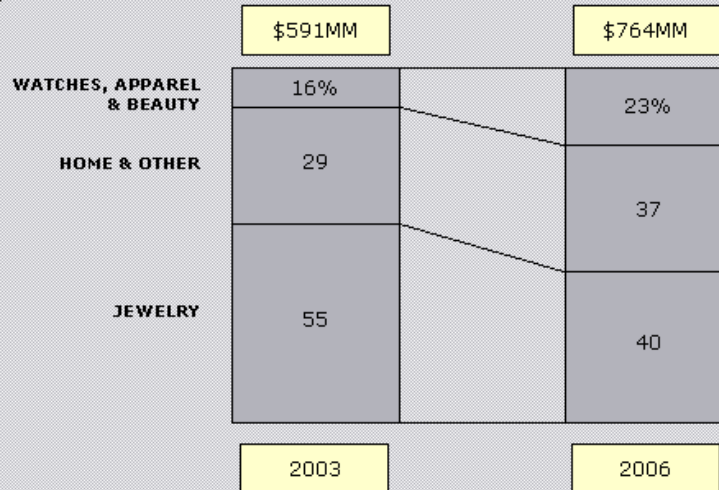 $591MM
$764MM
WATCHES, APPAREL
& BEAUTY
16%
23%
HOME & OTHER
29
37
JEWELRY
55
40
2003
2006